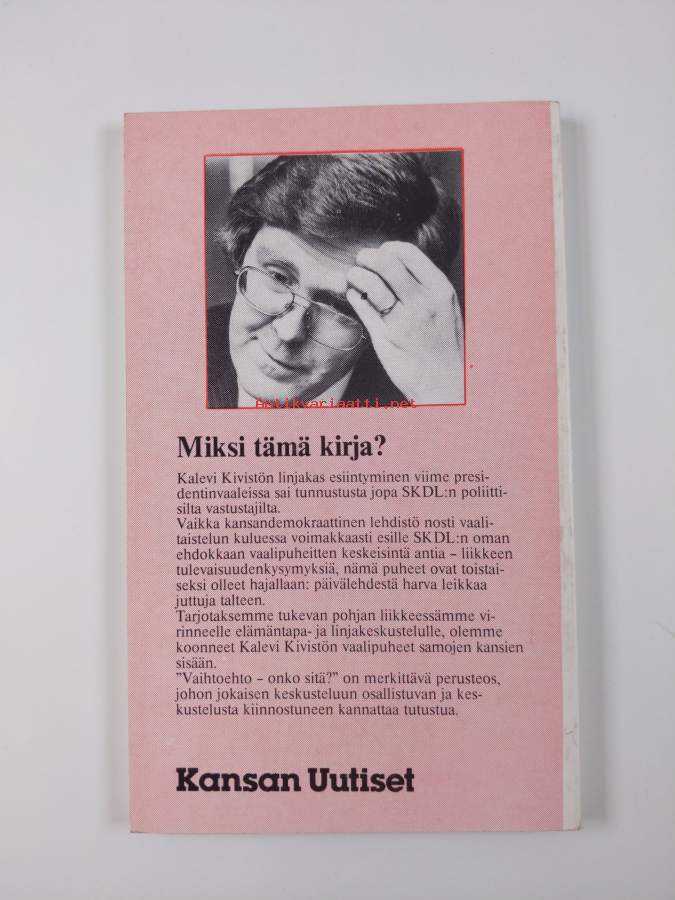 Antikvariaatti.net
Miksi tämä kirja?
Kalevi Kivistön linjakas esiintyminen viime presi-
dentinvaaleissa sai tunnustusta jopa SKDL:n poliitti-
silta vastustajilta.
Vaikka kansandemokraattinen lehdistö nosti vaali-
taistelun kuluessa voimakkaasti esille SKDL:n oman
ehdokkaan vaalipuheitten keskeisintä antia – liikkeen
tulevaisuudenkysymyksiä, nämä puheet ovat toistai-
seksi olleet hajallaan: päivälehdestä harva leikkaa
juttuja talteen.
Tarjotaksemme tukevan pohjan liikkeessämme vi-
rinneelle elämäntapa- ja linjakeskustelulle, olemme
koonneet Kalevi Kivistön vaalipuheet samojen kansien
sisään.
”Vaihtoehto – onko sitä?” on merkittävä perusteos,
johon jokaisen keskusteluun osallistuvan ja kes-
kustelusta kiinnostuneen kannattaa tutustua.
Kansan Uutiset